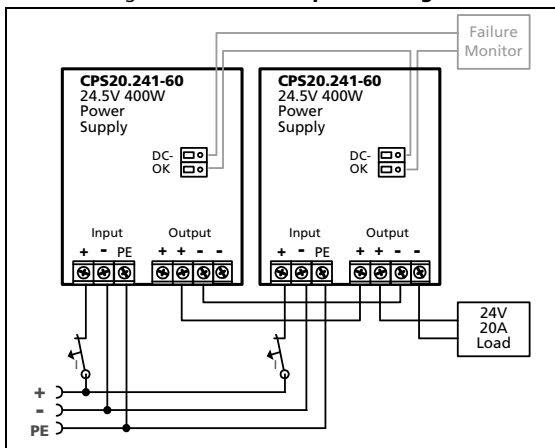 Failure
Monitor
CPS20.241-60
24.5V 400W
Power
Supply
DC-
OK
Input
Output
+ - PE
+ + - -
CPS20.241-60
24.5V 400W
Power
Supply
DC-
OK
Input
Output
+ - PE
+ + - -
24V
20A
Load
I
I
+
-
PE